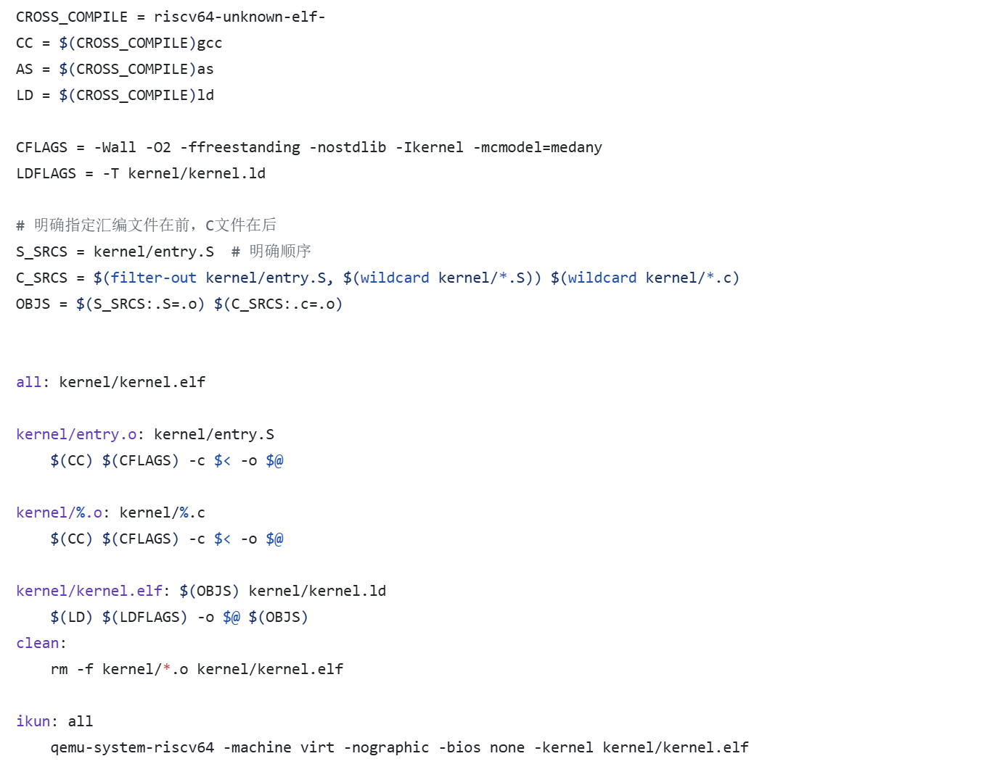 CROSS_COMPILE = riscv64-unknown-elf-
CC = $(CROSS_COMPILE)gcc
AS = $(CROSS_COMPILE)as
LD = $(CROSS_COMPILE)ld
CFLAGS = -Wall -O2 -ffreestanding -nostdlib -Ikernel -mcmodel=medany
LDFLAGS = -T kernel/kernel.ld
# 明确指定汇编文件在前，C文件在后
S_SRCS = kernel/entry.S  # 明确顺序
C_SRCS = $(filter-out kernel/entry.S, $(wildcard kernel/*.S)) $(wildcard kernel/*.c)
OBJS = $(S_SRCS:.S=.o) $(C_SRCS:.c=.o)
all: kernel/kernel.elf
kernel/entry.o: kernel/entry.S
    $(CC) $(CFLAGS) -c $< -o $@
kernel/%.o: kernel/%.c
    $(CC) $(CFLAGS) -c $< -o $@
kernel/kernel.elf: $(OBJS) kernel/kernel.ld
    $(LD) $(LDFLAGS) -o $@ $(OBJS)
clean:
    rm -f kernel/*.o kernel/kernel.elf
ikun: all
    qemu-system-riscv64 -machine virt -nographic -bios none -kernel kernel/kernel.elf